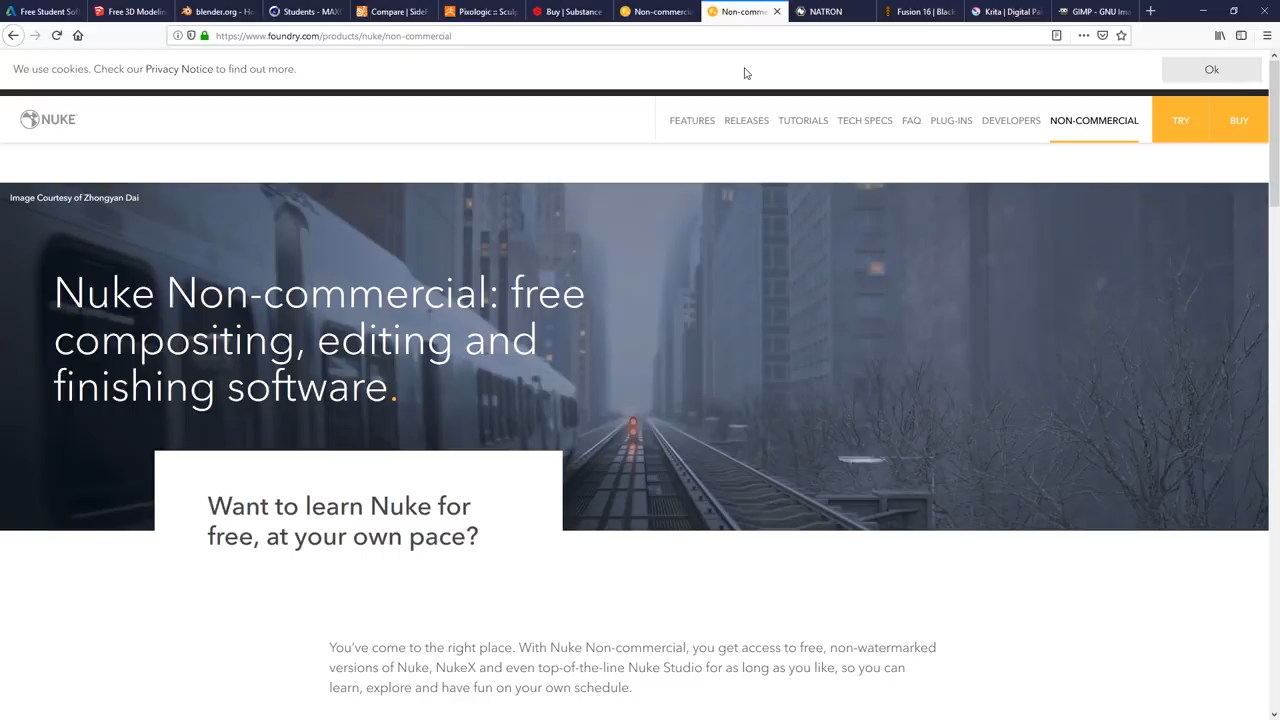 Free Student Sof
Free 3D Modelin
blender.org - Ho
Students - MAX
Compare | SideF
Pixologic :: Sculp
Buy | Substance
Non-commercia
Non-comme
NATRON
Fusion 16 | Black
Krita | Digital Pai
GIMP - GNU Ima
https://www.foundry.com/products/nuke/non-commercial
We use cookies. Check our Privacy Notice to find out more.
Ok
NUKE
FEATURES
RELEASES
TUTORIALS
TECH SPECS
FAQ
PLUG-INS
DEVELOPERS
NON-COMMERCIAL
TRY
BUY
Image Courtesy of Zhongyan Dai
Nuke Non-commercial: free
compositing, editing and
finishing software.
Want to learn Nuke for
free, at your own pace?
You've come to the right place. With Nuke Non-commercial, you get access to free, non-watermarked
versions of Nuke, NukeX and even top-of-the-line Nuke Studio for as long as you like, so you can
learn, explore and have fun on your own schedule.